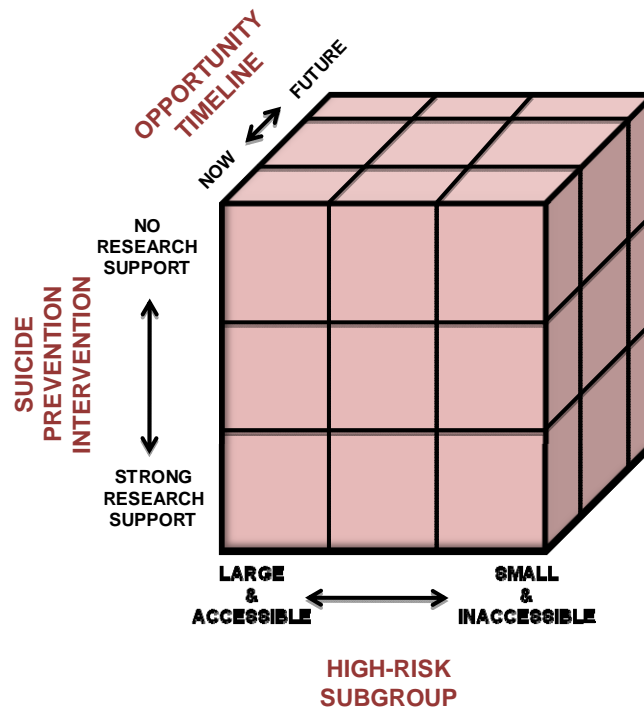 OPPORTUNITY
TIMELINE
FUTURE
NOW
NO
RESEARCH
SUPPORT
SUICIDE
PREVENTION
INTERVENTION
STRONG
RESEARCH
SUPPORT
LARGE
&
ACCESSIBLE
SMALL
&
INACCESSIBLE
HIGH-RISK
SUBGROUP